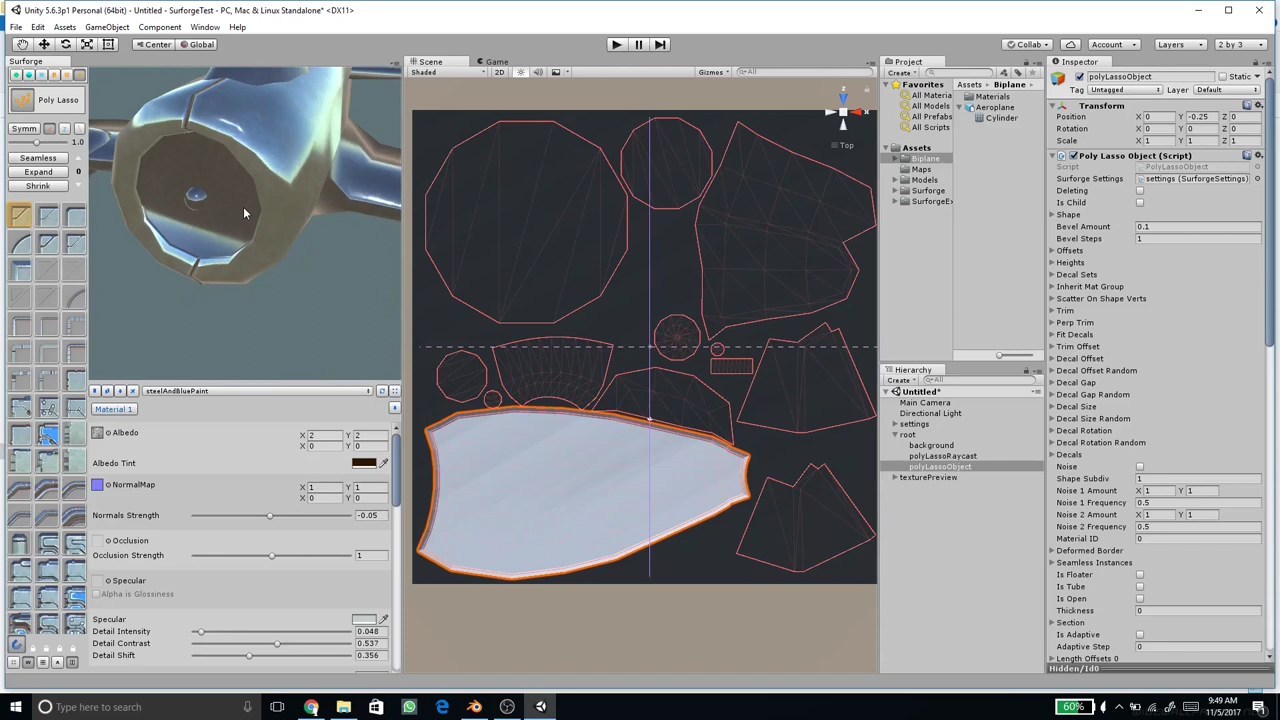 Unity 5.6.3p1 Personal (64bit) - Untitled - SurforgeTest - PC, Mac & Linux Standalone* <DX11>
File Edit Assets GameObject Component Window Help
Center Global Collab Account Layers 2 by 3
Surforge
Poly Lasso
Symm
1.0
Seamless
Expand 0
Shrink
steelAndBluePaint
Material 1
Albedo X 2 Y 2
X 0 Y 0
Albedo Tint
NormalMap X 1 Y 1
X 0 Y 0
Normals Strength -0.05
Occlusion
Occlusion Strength 1
Specular
Alpha is Glossiness
Specular
Detail Intensity 0.048
Detail Contrast 0.537
Detail Shift 0.356
Scene Game
Shaded 2D Gizmos All
z
x
Top
Project
Create
Favorites
All Materia
All Models
All Prefabs
All Scripts
Assets
Biplane
Maps
Models
Surforge
SurforgeEx
Assets Biplane
Materials
Aeroplane
Cylinder
Hierarchy
Create All
Untitled*
Main Camera
Directional Light
settings
root
background
polyLassoRaycast
polyLassoObject
texturePreview
Inspector
polyLassoObject Static
Tag Untagged Layer Default
Transform
Position X 0 Y -0.25 Z 0
Rotation X 0 Y 0 Z 0
Scale X 1 Y 1 Z 1
Poly Lasso Object (Script)
Script PolyLassoObject
Surforge Settings settings (SurforgeSettings)
Deleting
Is Child
Shape
Bevel Amount 0.1
Bevel Steps 1
Offsets
Heights
Decal Sets
Inherit Mat Group
Scatter On Shape Verts
Trim
Perp Trim
Fit Decals
Trim Offset
Decal Offset
Decal Offset Random
Decal Gap
Decal Gap Random
Decal Size
Decal Size Random
Decal Rotation
Decal Rotation Random
Decals
Noise
Shape Subdiv 1
Noise 1 Amount X 1 Y 1
Noise 1 Frequency 0.5
Noise 2 Amount X 1 Y 1
Noise 2 Frequency 0.5
Material ID 0
Deformed Border
Seamless Instances
Is Floater
Is Tube
Is Open
Thickness 0
Section
Is Adaptive
Adaptive Step 0
Length Offsets 0
Hidden/Id0
Type here to search
60%
9:49 AM
11/5/2017